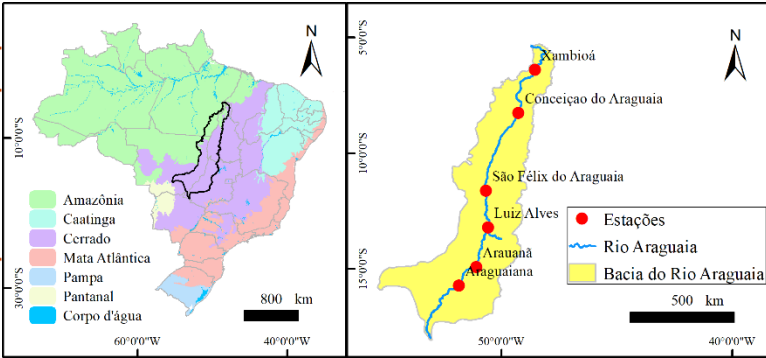 N
10°0'0"S
30°0'0"S
Amazônia
Caatinga
Cerrado
Mata Atlântica
Pampa
Pantanal
Corpo d'água
800 km
60°0'0"W
40°0'0"W
N
5°0'0"S
10°0'0"S
15°0'0"S
Xambioá
Conceiçao do Araguaia
São Félix do Araguaia
Luiz Alves
Arauanã
Araguaiana
Estações
Rio Araguaia
Bacia do Rio Araguaia
500 km
50°0'0"W
40°0'0"W